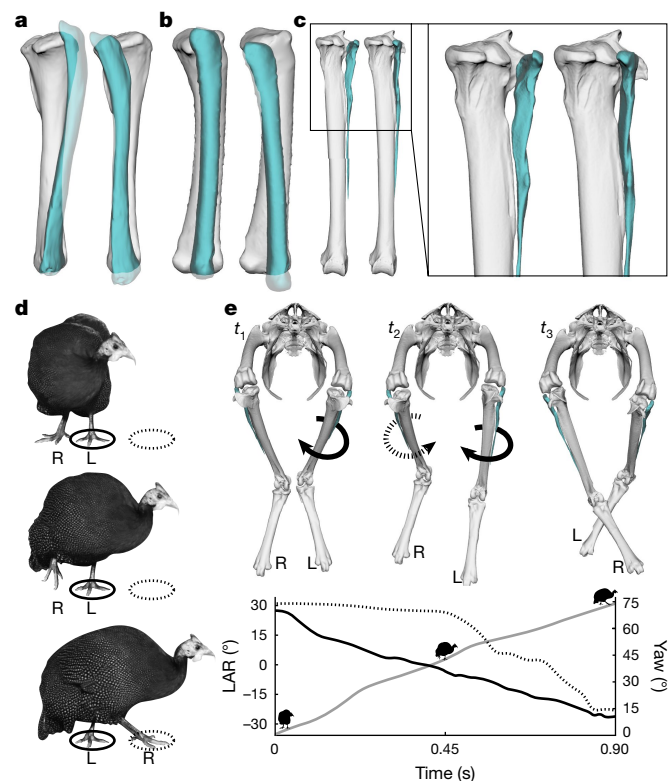 a
b
c
d
R L
R L
L R
e
t1
t2
t3
R L
R
L
L
R
LAR (°)
30
15
0
−15
−30
Yaw (°)
75
60
45
30
15
0
0 0.45 0.90
Time (s)